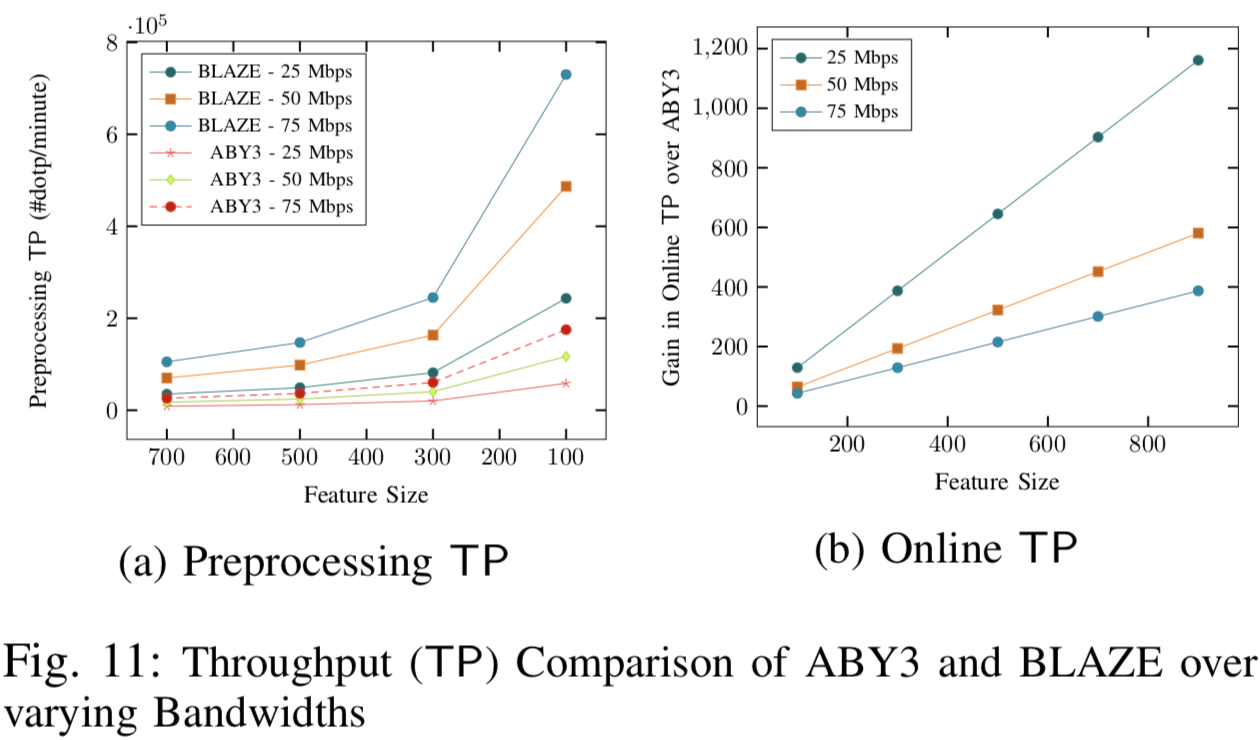 ·10⁵
8
6
4
2
0
Preprocessing TP (#dotp/minute)
BLAZE - 25 Mbps
BLAZE - 50 Mbps
BLAZE - 75 Mbps
ABY3 - 25 Mbps
ABY3 - 50 Mbps
ABY3 - 75 Mbps
700 600 500 400 300 200 100
Feature Size
(a) Preprocessing TP
1,200
1,000
800
600
400
200
0
Gain in Online TP over ABY3
25 Mbps
50 Mbps
75 Mbps
200 400 600 800
Feature Size
(b) Online TP
Fig. 11: Throughput (TP) Comparison of ABY3 and BLAZE over
varying Bandwidths